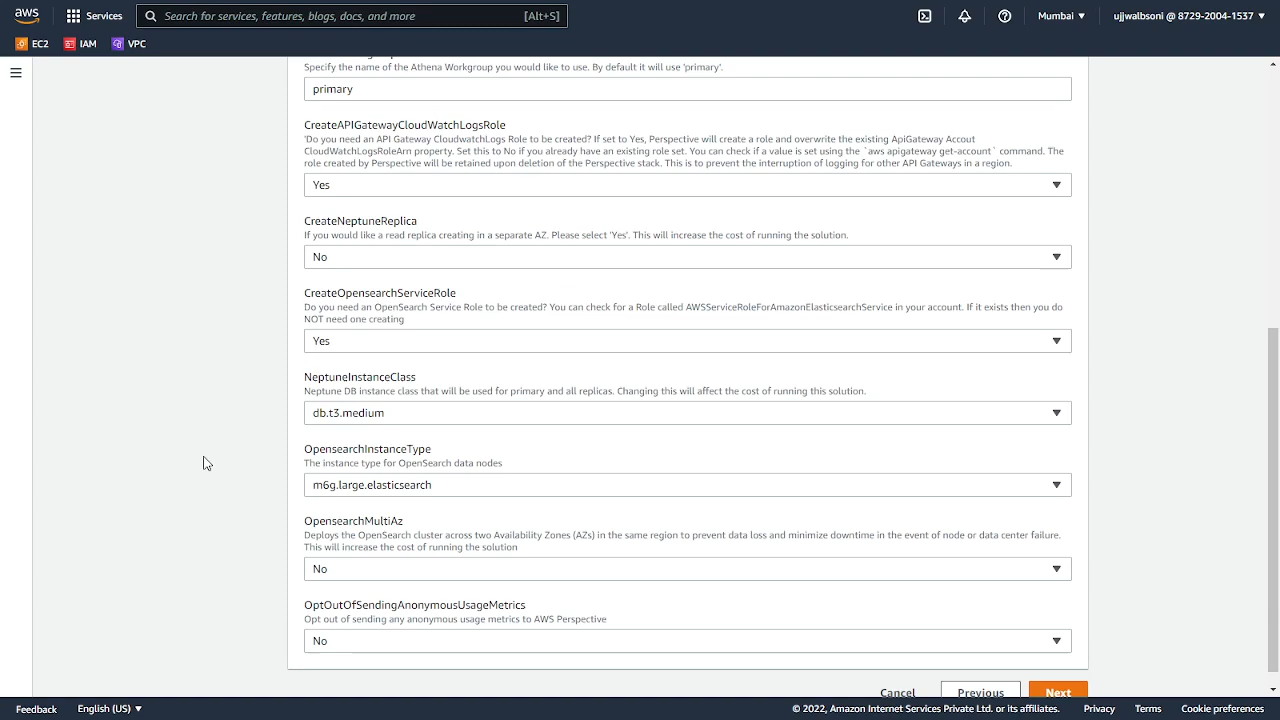 aws
Services
Search for services, features, blogs, docs, and more
[Alt+S]
Mumbai
ujjwalbsoni @ 8729-2004-1537
EC2
IAM
VPC
Specify the name of the Athena Workgroup you would like to use. By default it will use 'primary'.
primary
CreateAPIGatewayCloudWatchLogsRole
'Do you need an API Gateway CloudwatchLogs Role to be created? If set to Yes, Perspective will create a role and overwrite the existing ApiGateway Accout
CloudWatchLogsRoleArn property. Set this to No if you already have an existing role set. You can check if a value is set using the `aws apigateway get-account` command. The
role created by Perspective will be retained upon deletion of the Perspective stack. This is to prevent the interruption of logging for other API Gateways in a region.
Yes
CreateNeptuneReplica
If you would like a read replica creating in a separate AZ. Please select 'Yes'. This will increase the cost of running the solution.
No
CreateOpensearchServiceRole
Do you need an OpenSearch Service Role to be created? You can check for a Role called AWSServiceRoleForAmazonElasticsearchService in your account. If it exists then you do
NOT need one creating
Yes
NeptuneInstanceClass
Neptune DB instance class that will be used for primary and all replicas. Changing this will affect the cost of running this solution.
db.t3.medium
OpensearchInstanceType
The instance type for OpenSearch data nodes
m6g.large.elasticsearch
OpensearchMultiAz
Deploys the OpenSearch cluster across two Availability Zones (AZs) in the same region to prevent data loss and minimize downtime in the event of node or data center failure.
This will increase the cost of running the solution
No
OptOutOfSendingAnonymousUsageMetrics
Opt out of sending any anonymous usage metrics to AWS Perspective
No
Cancel
Previous
Next
Feedback
English (US)
© 2022, Amazon Internet Services Private Ltd. or its affiliates.
Privacy
Terms
Cookie preferences